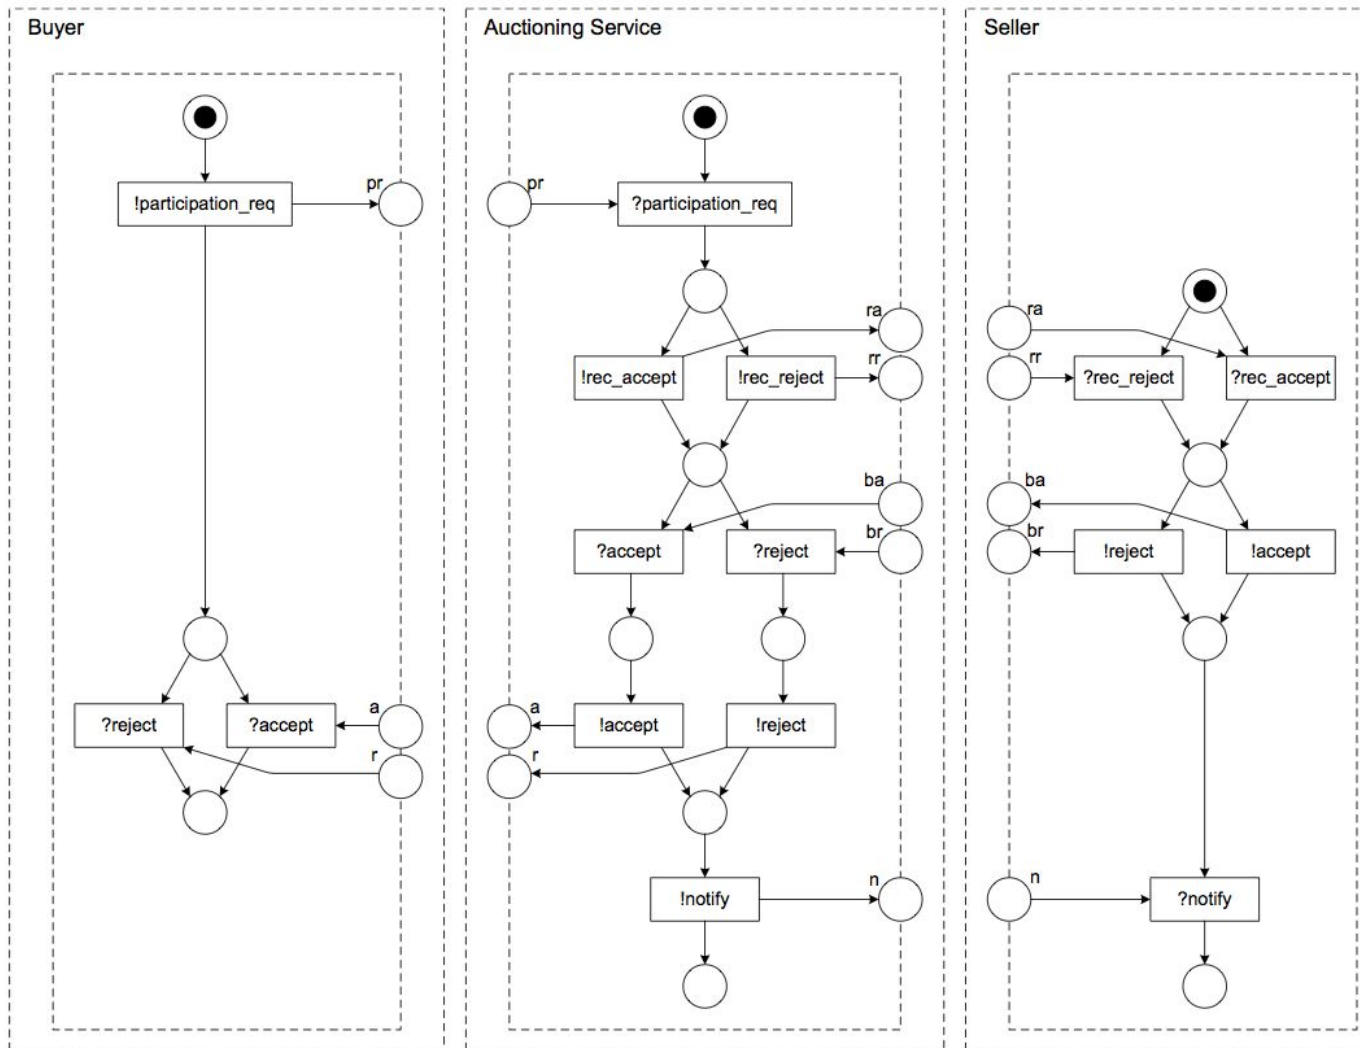 Buyer
Auctioning Service
Seller
!participation_req
pr
pr
?participation_req
ra
rr
!rec_accept
!rec_reject
ra
rr
?rec_reject
?rec_accept
ba
br
?accept
?reject
ba
br
!reject
!accept
?reject
?accept
a
r
a
r
!accept
!reject
!notify
n
n
?notify